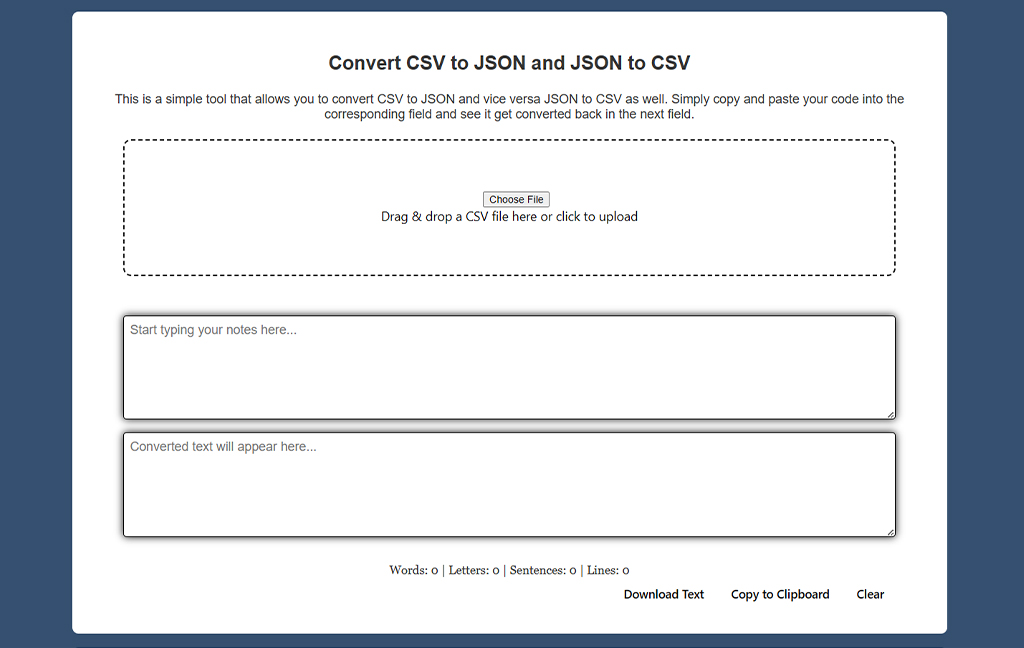 Convert CSV to JSON and JSON to CSV
This is a simple tool that allows you to convert CSV to JSON and vice versa JSON to CSV as well. Simply copy and paste your code into the
corresponding field and see it get converted back in the next field.
Choose File
Drag & drop a CSV file here or click to upload
Start typing your notes here...
Converted text will appear here...
Words: 0 | Letters: 0 | Sentences: 0 | Lines: 0
Download Text Copy to Clipboard Clear